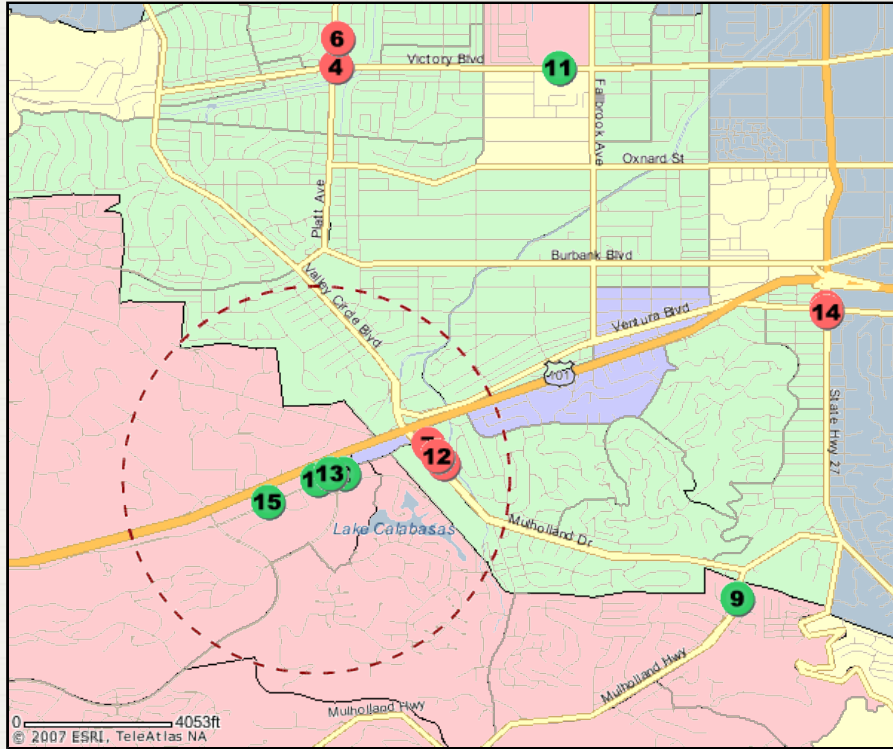 6
4
Victory Blvd
11
Fallbrook Ave
Oxnard St
Platt Ave
Burbank Blvd
Valley Circle Blvd
Ventura Blvd
14
101
State Hwy 27
12
13
15
Lake Calabasas
Mulholland Dr
9
Mulholland Hwy
Mulholland Hwy
0
4053ft
© 2007 ESRI, TeleAtlas NA